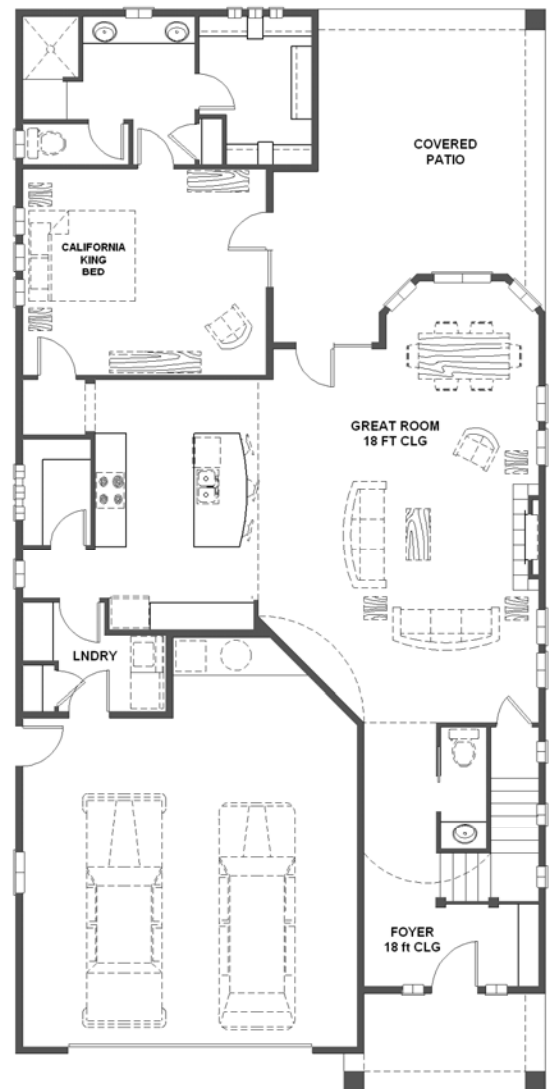 COVERED
PATIO
CALIFORNIA
KING
BED
GREAT ROOM
18 FT CLG
LNDRY
FOYER
18 ft CLG